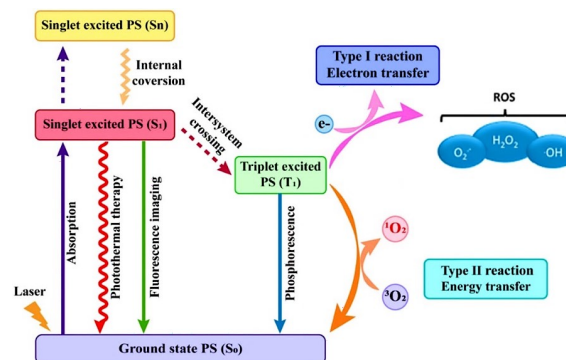 Singlet excited PS (Sn)
Internal
coversion
Singlet excited PS (S₁)
Intersystem
crossing
Type I reaction
Electron transfer
e-
ROS
O₂·⁻
H₂O₂
·OH
Triplet excited
PS (T₁)
Absorption
Photothermal therapy
Fluorescence imaging
Phosphorescence
¹O₂
³O₂
Type II reaction
Energy transfer
Laser
Ground state PS (S₀)